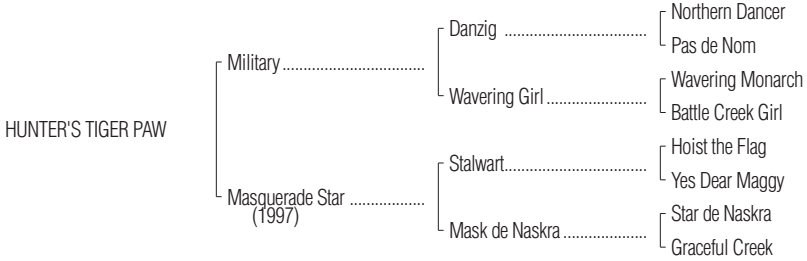 HUNTER'S TIGER PAW
Military ................................
Masquerade Star .................
(1997)
Danzig ................................
Wavering Girl .......................
Stalwart................................
Mask de Naskra ...................
Northern Dancer
Pas de Nom
Wavering Monarch
Battle Creek Girl
Hoist the Flag
Yes Dear Maggy
Star de Naskra
Graceful Creek